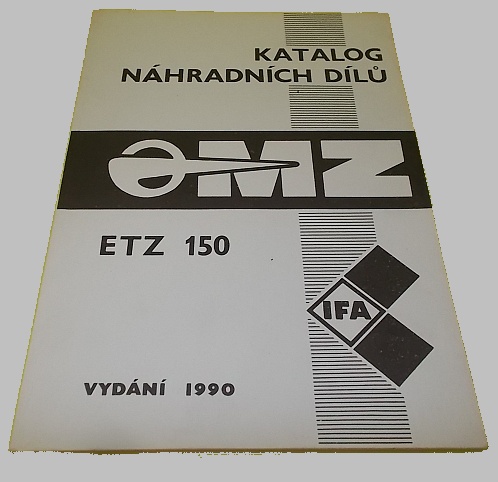 KATALOG
NÁHRADNÍCH DÍLŮ
MZ
ETZ 150
IFA
VYDÁNÍ 1990